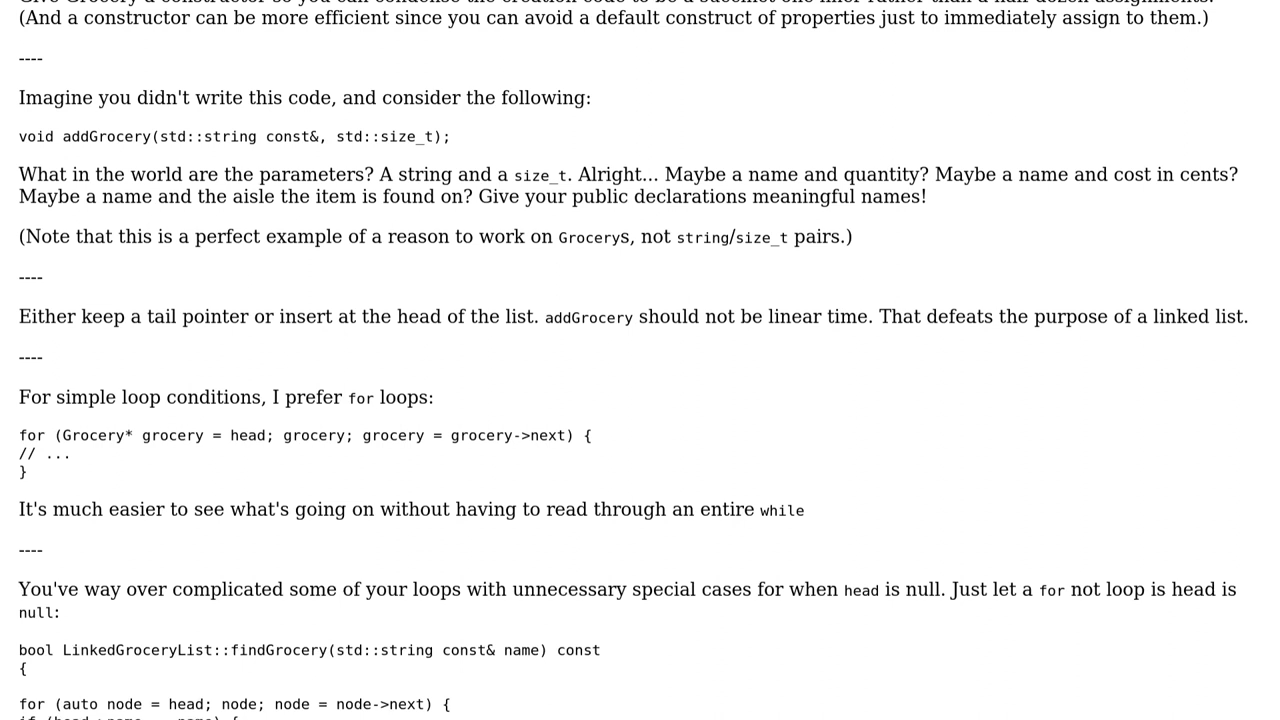 (And a constructor can be more efficient since you can avoid a default construct of properties just to immediately assign to them.)
----
Imagine you didn't write this code, and consider the following:
void addGrocery(std::string const&, std::size_t);
What in the world are the parameters? A string and a size_t. Alright... Maybe a name and quantity? Maybe a name and cost in cents?
Maybe a name and the aisle the item is found on? Give your public declarations meaningful names!
(Note that this is a perfect example of a reason to work on Grocerys, not string/size_t pairs.)
----
Either keep a tail pointer or insert at the head of the list. addGrocery should not be linear time. That defeats the purpose of a linked list.
----
For simple loop conditions, I prefer for loops:
for (Grocery* grocery = head; grocery; grocery = grocery->next) {
// ...
}
It's much easier to see what's going on without having to read through an entire while
----
You've way over complicated some of your loops with unnecessary special cases for when head is null. Just let a for not loop is head is
null:
bool LinkedGroceryList::findGrocery(std::string const& name) const
{
for (auto node = head; node; node = node->next) {